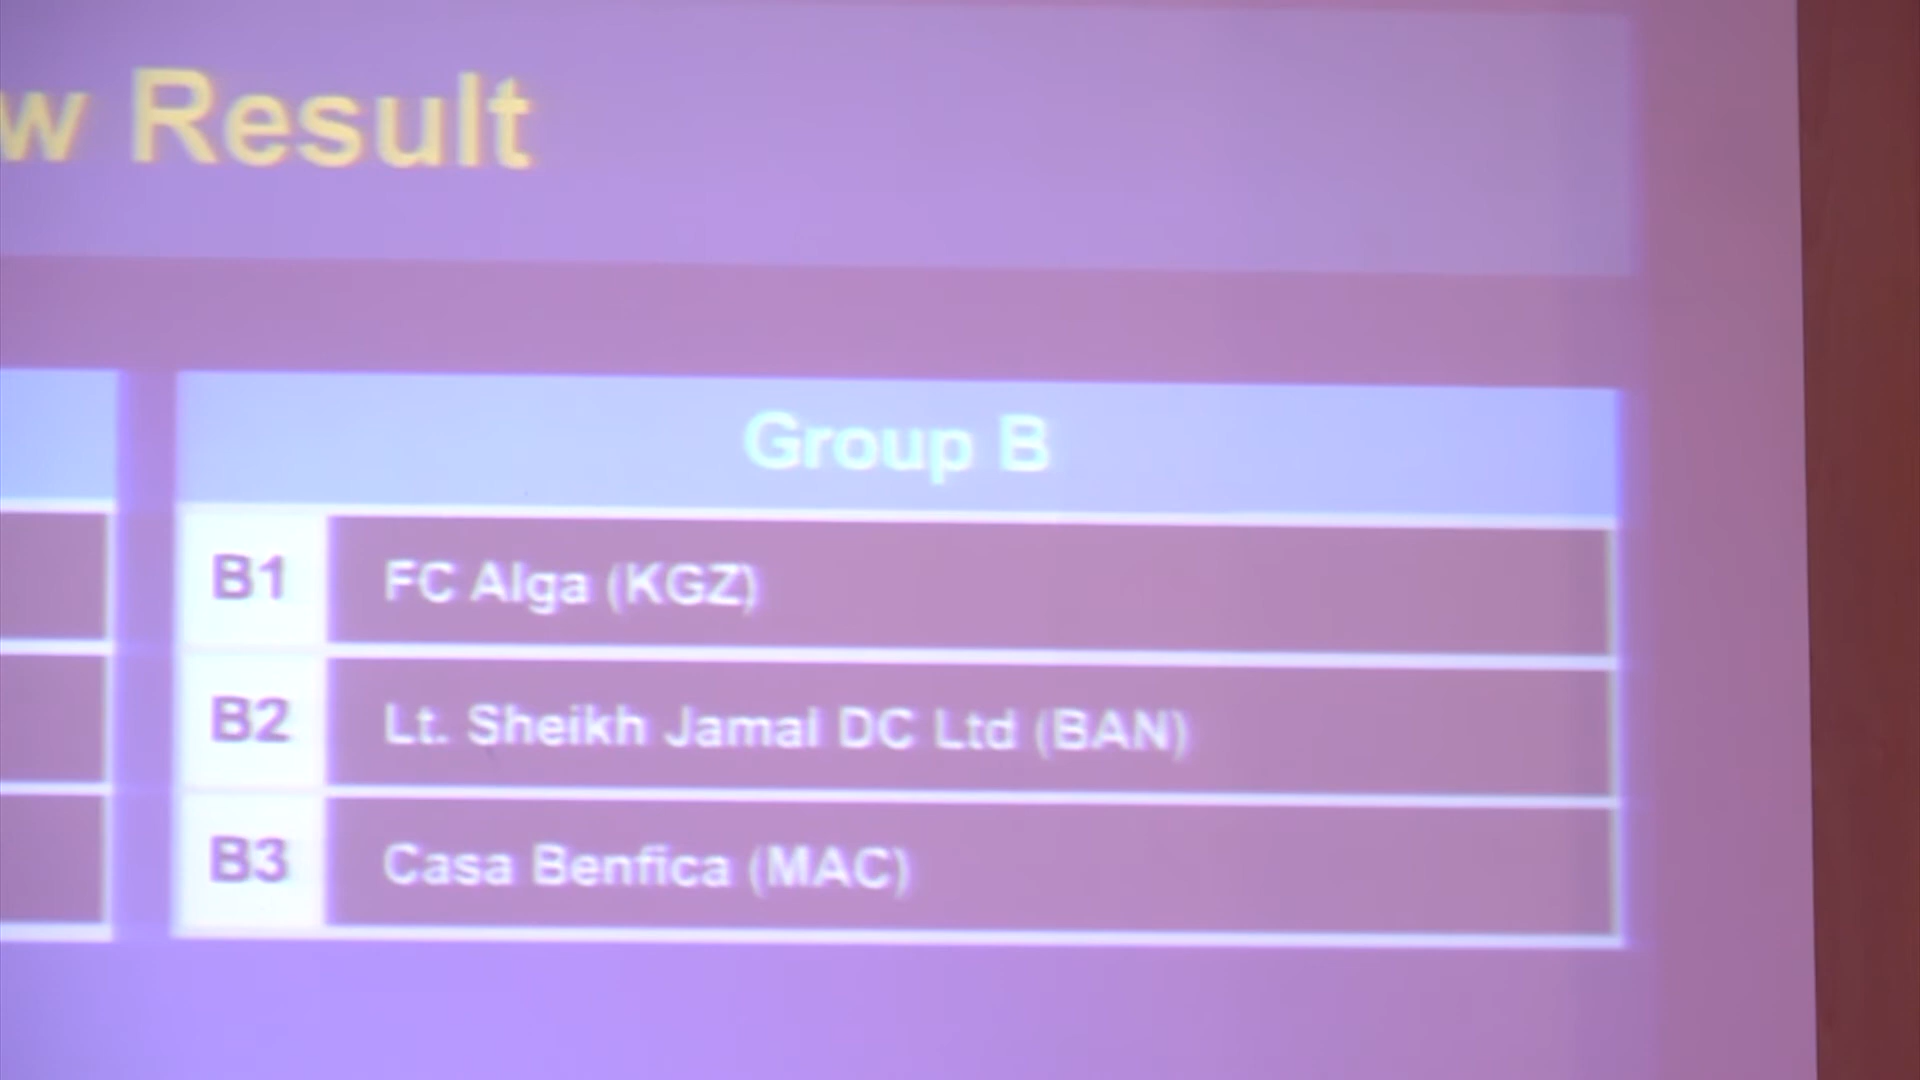 w Result
Group B
B1 FC Alga (KGZ)
B2 Lt. Sheikh Jamal DC Ltd (BAN)
B3 Casa Benfica (MAC)